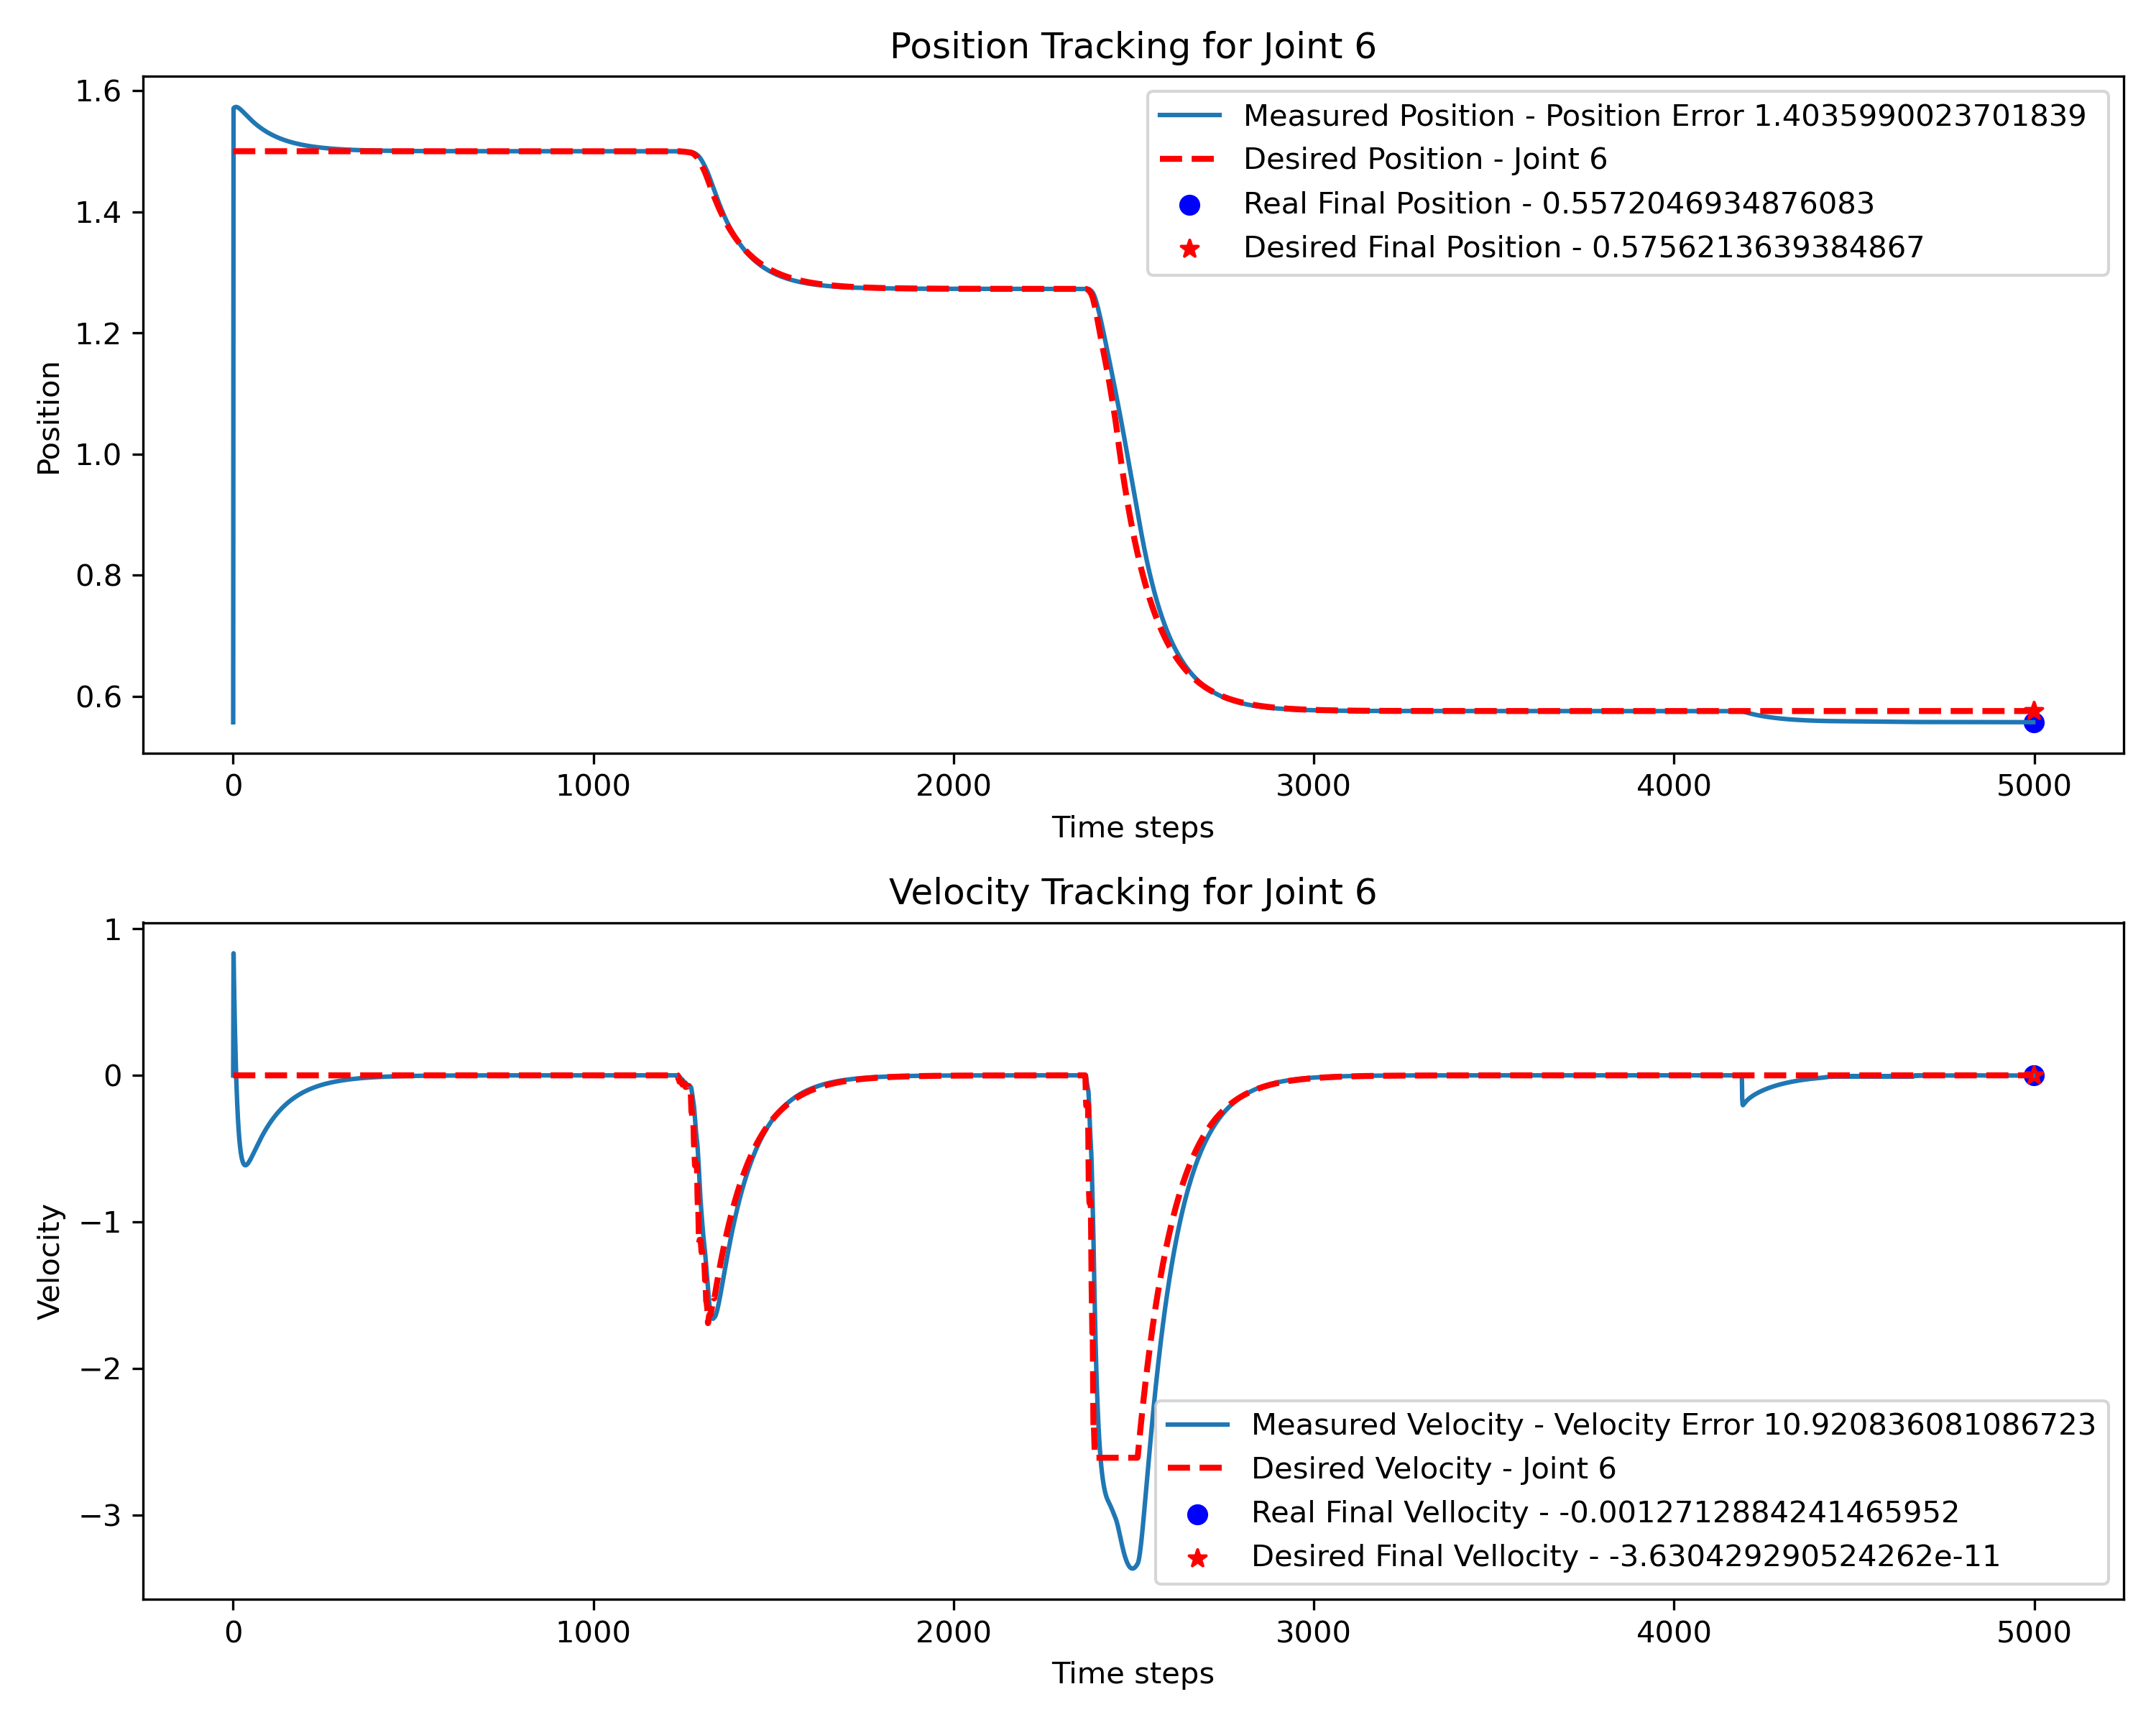 Position Tracking for Joint 6
1.6
1.4
1.2
1.0
0.8
0.6
Position
Measured Position - Position Error 1.4035990023701839
Desired Position - Joint 6
Real Final Position - 0.5572046934876083
Desired Final Position - 0.5756213639384867
0
1000
2000
3000
4000
5000
Time steps
Velocity Tracking for Joint 6
1
0
−1
−2
−3
Velocity
Measured Velocity - Velocity Error 10.920836081086723
Desired Velocity - Joint 6
Real Final Vellocity - -0.0012712884241465952
Desired Final Vellocity - -3.630429290524262e-11
0
1000
2000
3000
4000
5000
Time steps